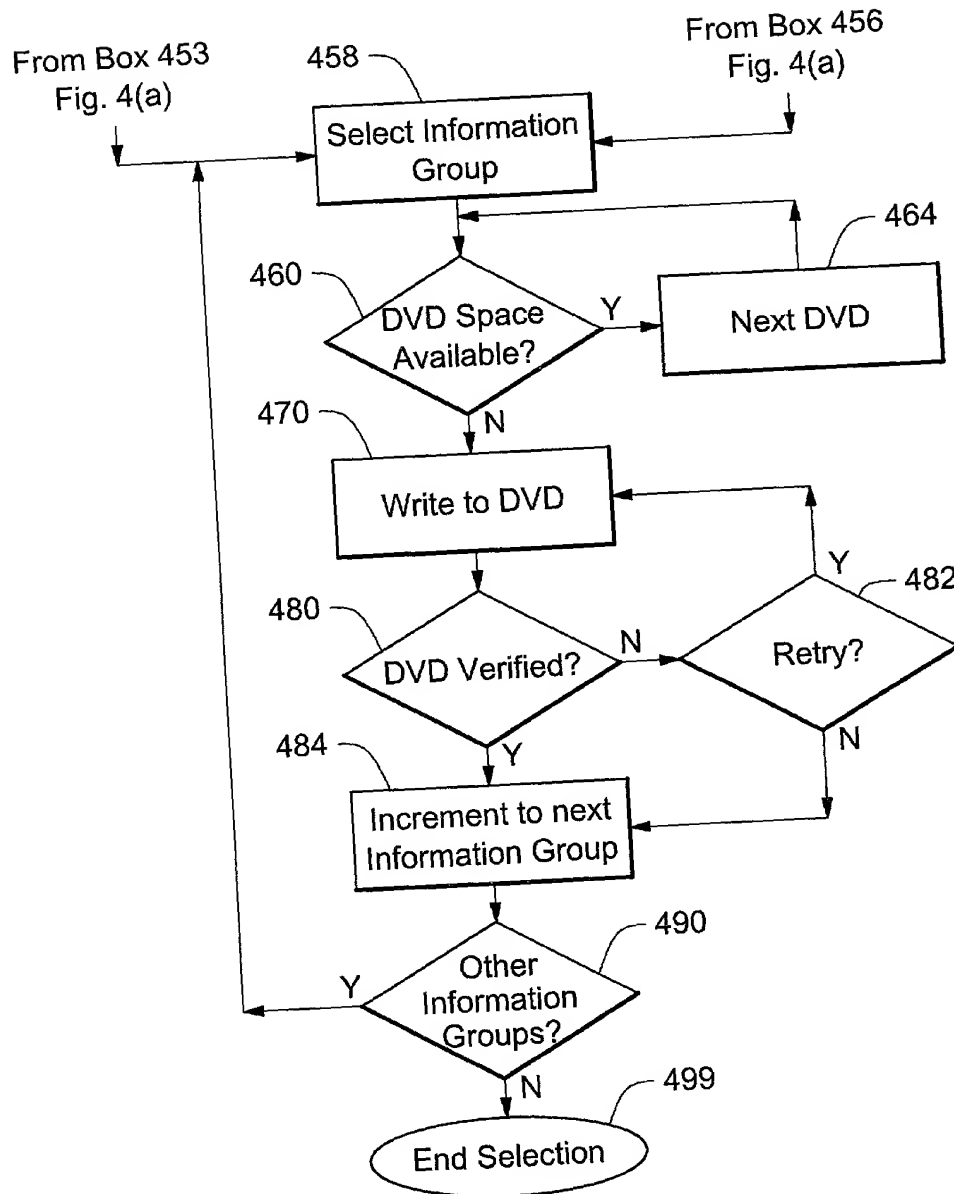 From Box 453
Fig. 4(a)
458
From Box 456
Fig. 4(a)
Select Information
Group
464
460
DVD Space
Available?
Y
Next DVD
N
470
Write to DVD
Y
482
480
DVD Verified?
N
Retry?
Y
N
484
Increment to next
Information Group
490
Y
Other
Information
Groups?
N
499
End Selection